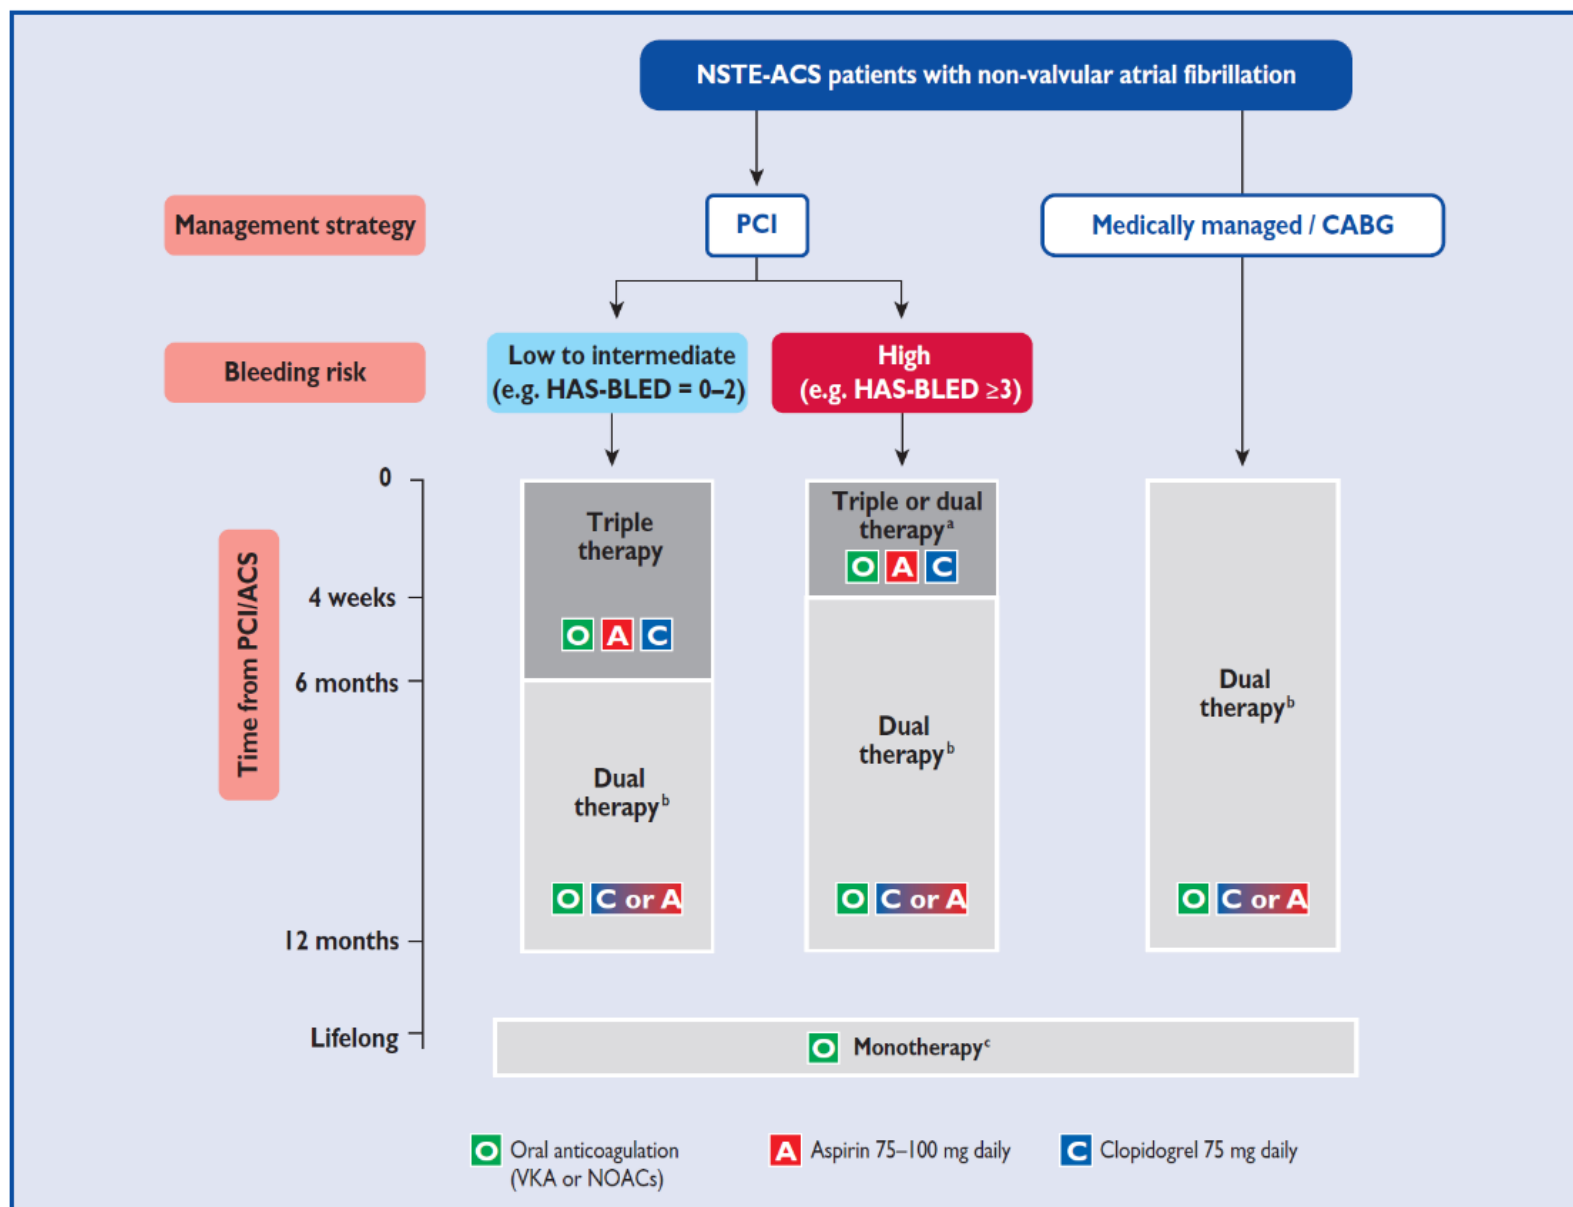 NSTE-ACS patients with non-valvular atrial fibrillation
Management strategy
PCI
Medically managed / CABG
Bleeding risk
Low to intermediate
(e.g. HAS-BLED = 0–2)
High
(e.g. HAS-BLED ≥3)
Time from PCI/ACS
0
4 weeks
6 months
12 months
Lifelong
Triple
therapy
O A C
Dual
therapyᵇ
O C or A
Triple or dual
therapyᵃ
O A C
Dual
therapyᵇ
O C or A
Dual
therapyᵇ
O C or A
O Monotherapyᶜ
O Oral anticoagulation
(VKA or NOACs)
A Aspirin 75–100 mg daily
C Clopidogrel 75 mg daily